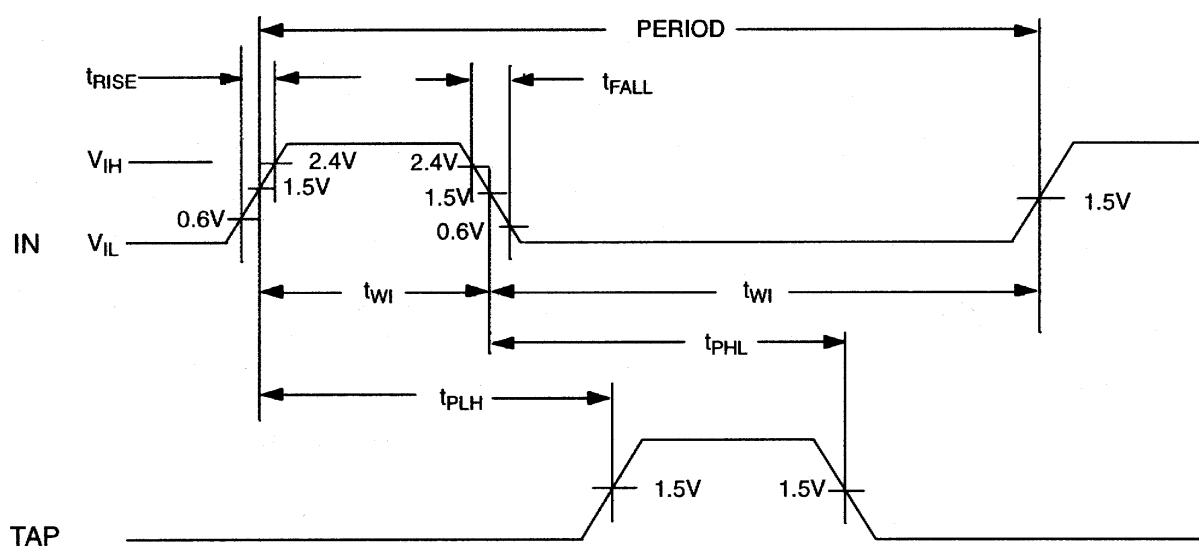 PERIOD
tRISE
tFALL
VIH
2.4V
2.4V
1.5V
1.5V
1.5V
0.6V
0.6V
IN
VIL
tWI
tWI
tPHL
tPLH
1.5V
1.5V
TAP